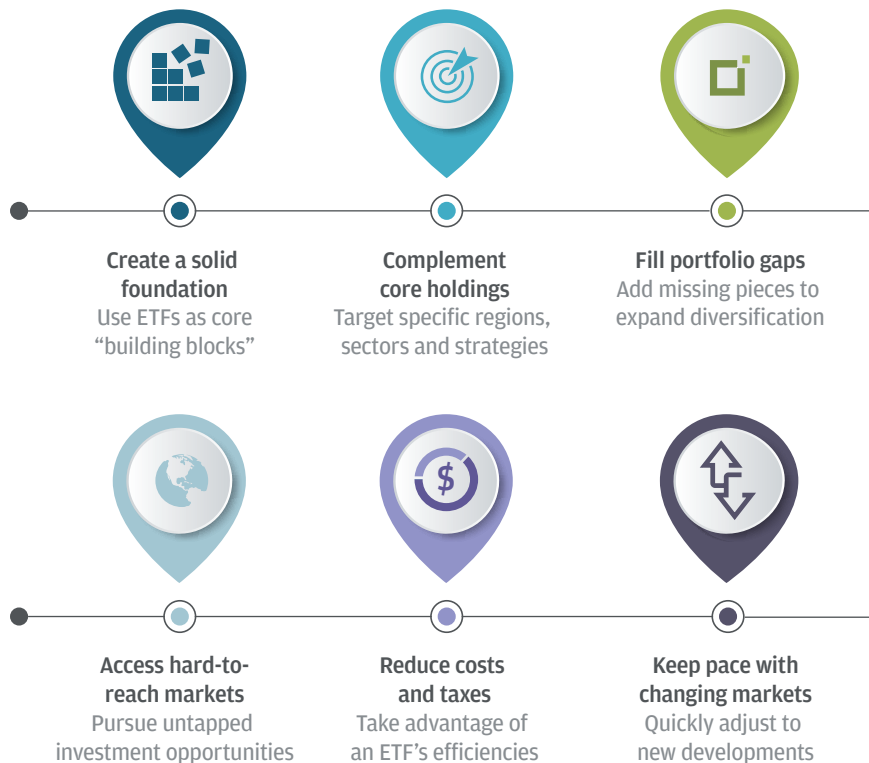 Create a solid
foundation
Use ETFs as core
“building blocks”
Complement
core holdings
Target specific regions,
sectors and strategies
Fill portfolio gaps
Add missing pieces to
expand diversification
$
Access hard-to-
reach markets
Pursue untapped
investment opportunities
Reduce costs
and taxes
Take advantage of
an ETF’s efficiencies
Keep pace with
changing markets
Quickly adjust to
new developments